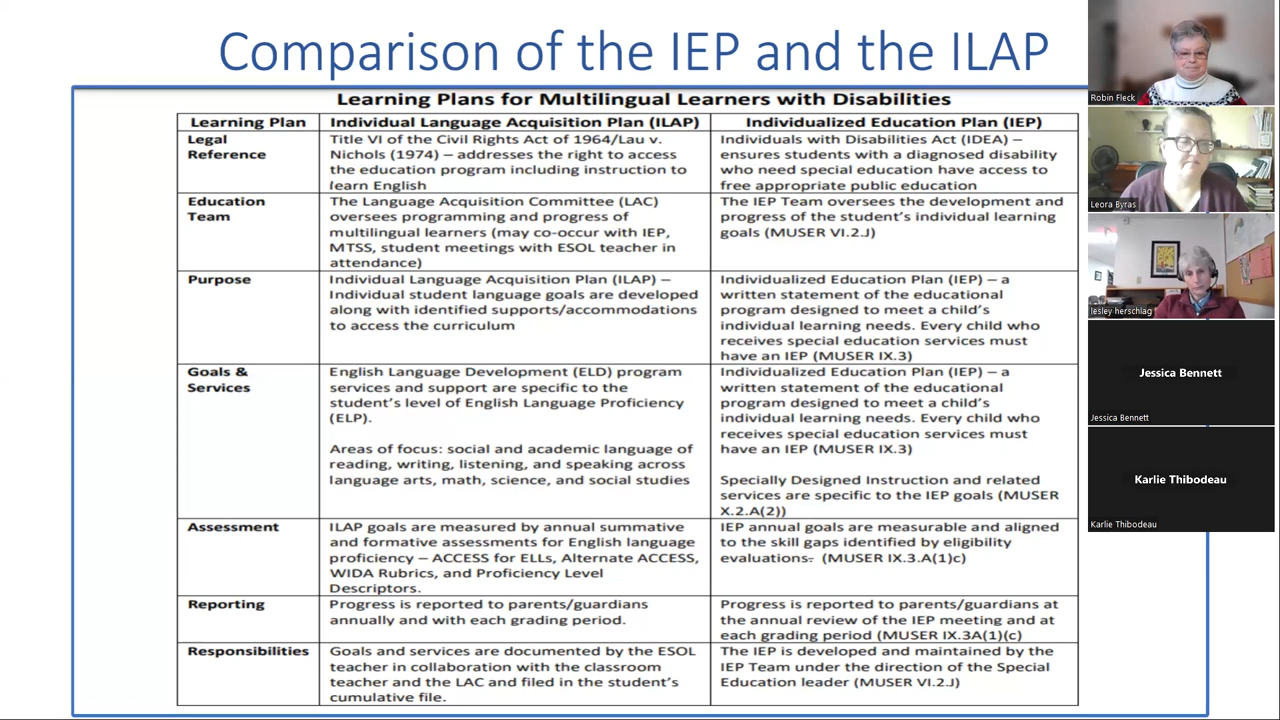 Comparison of the IEP and the ILAP
Learning Plans for Multilingual Learners with Disabilities
Learning Plan
Individual Language Acquisition Plan (ILAP)
Individualized Education Plan (IEP)
Legal
Reference
Title VI of the Civil Rights Act of 1964/Lau v.
Nichols (1974) – addresses the right to access
the education program including instruction to
learn English
Individuals with Disabilities Act (IDEA) –
ensures students with a diagnosed disability
who need special education have access to
free appropriate public education
Education
Team
The Language Acquisition Committee (LAC)
oversees programming and progress of
multilingual learners (may co-occur with IEP,
MTSS, student meetings with ESOL teacher in
attendance)
The IEP Team oversees the development and
progress of the student's individual learning
goals (MUSER VI.2.J)
Purpose
Individual Language Acquisition Plan (ILAP) –
Individual student language goals are developed
along with identified supports/accommodations
to access the curriculum
Individualized Education Plan (IEP) – a
written statement of the educational
program designed to meet a child's
individual learning needs. Every child who
receives special education services must
have an IEP (MUSER IX.3)
Goals &
Services
English Language Development (ELD) program
services and support are specific to the
student's level of English Language Proficiency
(ELP).
Areas of focus: social and academic language of
reading, writing, listening, and speaking across
language arts, math, science, and social studies
Individualized Education Plan (IEP) – a
written statement of the educational
program designed to meet a child's
individual learning needs. Every child who
receives special education services must
have an IEP (MUSER IX.3)
Specially Designed Instruction and related
services are specific to the IEP goals (MUSER
X.2.A(2))
Assessment
ILAP goals are measured by annual summative
and formative assessments for English language
proficiency – ACCESS for ELLs, Alternate ACCESS,
WIDA Rubrics, and Proficiency Level
Descriptors.
IEP annual goals are measurable and aligned
to the skill gaps identified by eligibility
evaluations. (MUSER IX.3.A(1)c)
Reporting
Progress is reported to parents/guardians
annually and with each grading period.
Progress is reported to parents/guardians at
the annual review of the IEP meeting and at
each grading period (MUSER IX.3A(1)(c)
Responsibilities
Goals and services are documented by the ESOL
teacher in collaboration with the classroom
teacher and the LAC and filed in the student's
cumulative file.
The IEP is developed and maintained by the
IEP Team under the direction of the Special
Education leader (MUSER VI.2.J)
Robin Fleck
Leora Byras
lesley herschlag
Jessica Bennett
Jessica Bennett
Karlie Thibodeau
Karlie Thibodeau